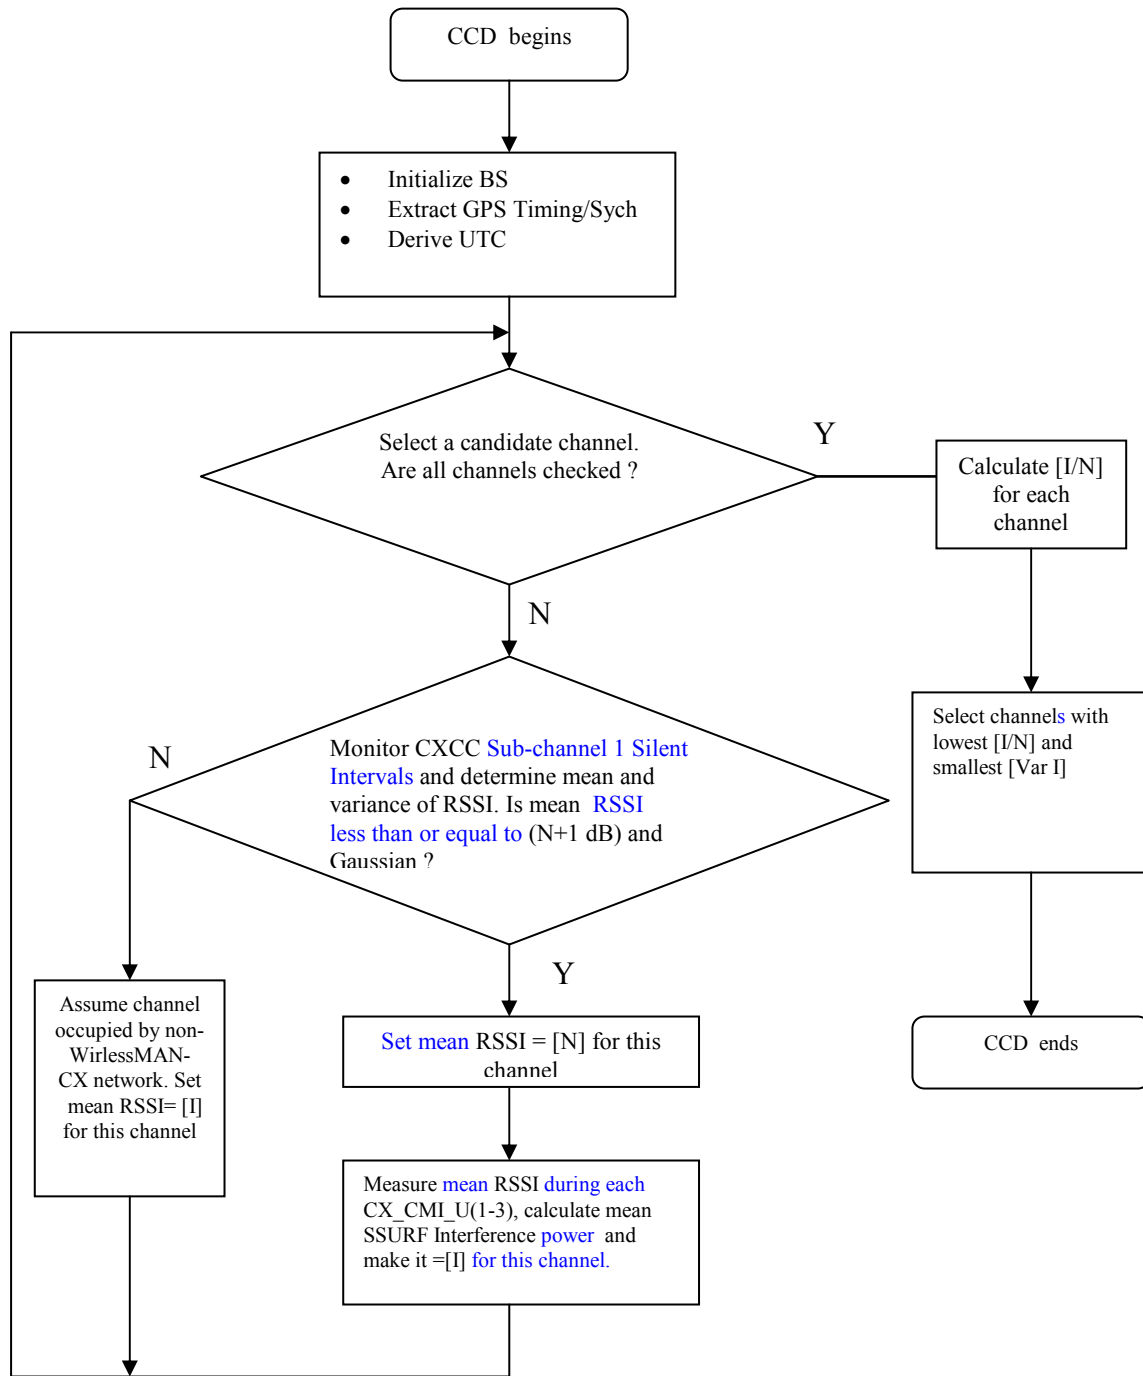 CCD begins
• Initialize BS
• Extract GPS Timing/Sych
• Derive UTC
Select a candidate channel.
Are all channels checked ?
Y
Calculate [I/N]
for each
channel
N
Select channels with
lowest [I/N] and
smallest [Var I]
N
Monitor CXCC Sub-channel 1 Silent
Intervals and determine mean and
variance of RSSI. Is mean RSSI
less than or equal to (N+1 dB) and
Gaussian ?
Y
Assume channel
occupied by non-
WirlessMAN-
CX network. Set
mean RSSI= [I]
for this channel
Set mean RSSI = [N] for this
channel
CCD ends
Measure mean RSSI during each
CX_CMI_U(1-3), calculate mean
SSURF Interference power and
make it =[I] for this channel.